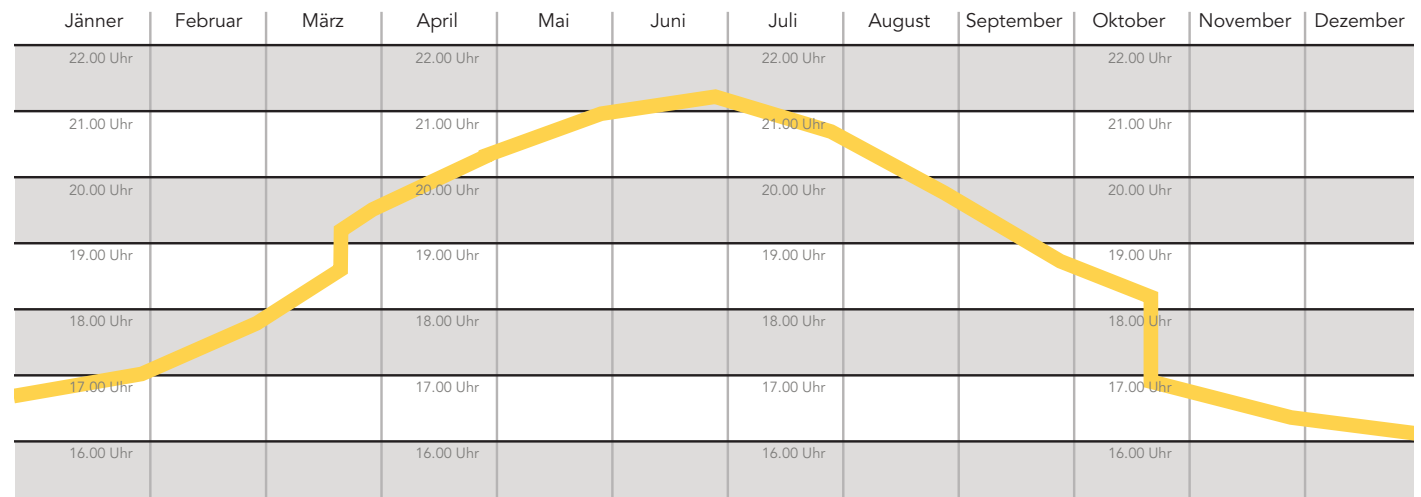 Jänner Februar März April Mai Juni Juli August September Oktober November Dezember
22.00 Uhr 22.00 Uhr 22.00 Uhr 22.00 Uhr
21.00 Uhr 21.00 Uhr 21.00 Uhr 21.00 Uhr
20.00 Uhr 20.00 Uhr 20.00 Uhr 20.00 Uhr
19.00 Uhr 19.00 Uhr 19.00 Uhr 19.00 Uhr
18.00 Uhr 18.00 Uhr 18.00 Uhr 18.00 Uhr
17.00 Uhr 17.00 Uhr 17.00 Uhr 17.00 Uhr
16.00 Uhr 16.00 Uhr 16.00 Uhr 16.00 Uhr